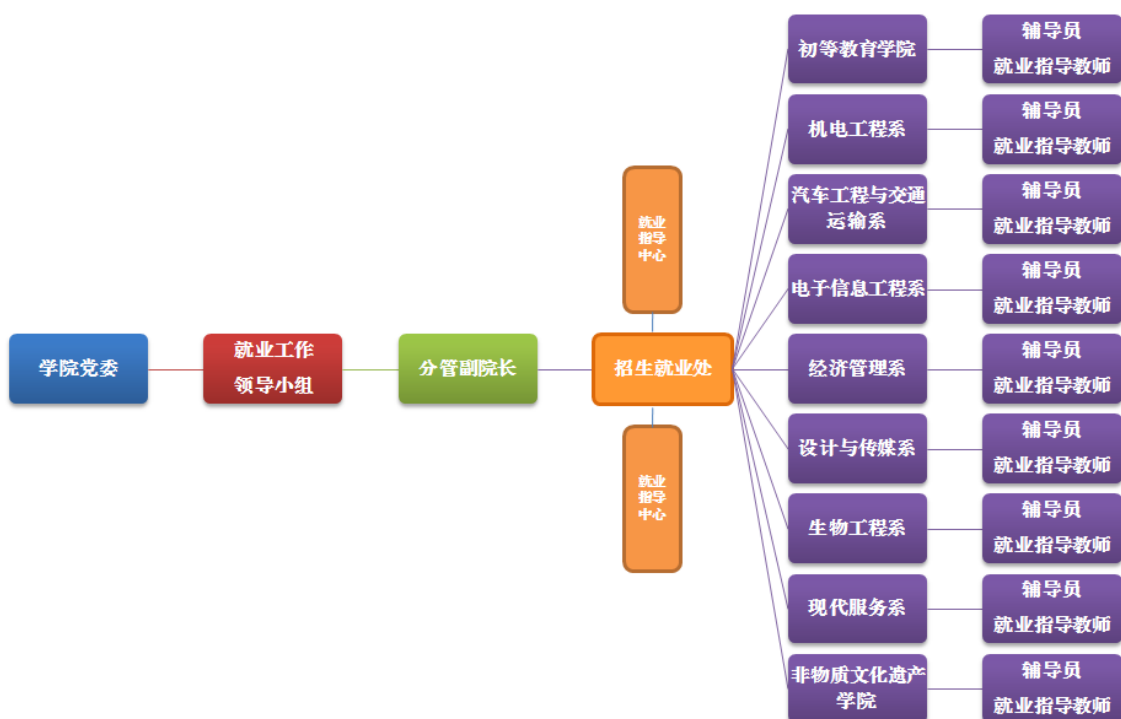 学院党委
就业工作
领导小组
分管副院长
就业
指导
中心
招生就业处
就业
指导
中心
初等教育学院
辅导员
就业指导教师
机电工程系
辅导员
就业指导教师
汽车工程与交通
运输系
辅导员
就业指导教师
电子信息工程系
辅导员
就业指导教师
经济管理系
辅导员
就业指导教师
设计与传媒系
辅导员
就业指导教师
生物工程系
辅导员
就业指导教师
现代服务系
辅导员
就业指导教师
非物质文化遗产
学院
辅导员
就业指导教师